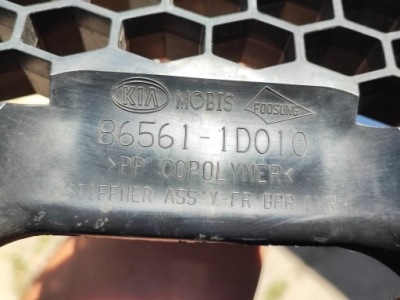 KIA MOBIS FOOSUNG
86561-1D010
>PP COPOLYMER<
STIFFNER ASS'Y-FR BPR LWR